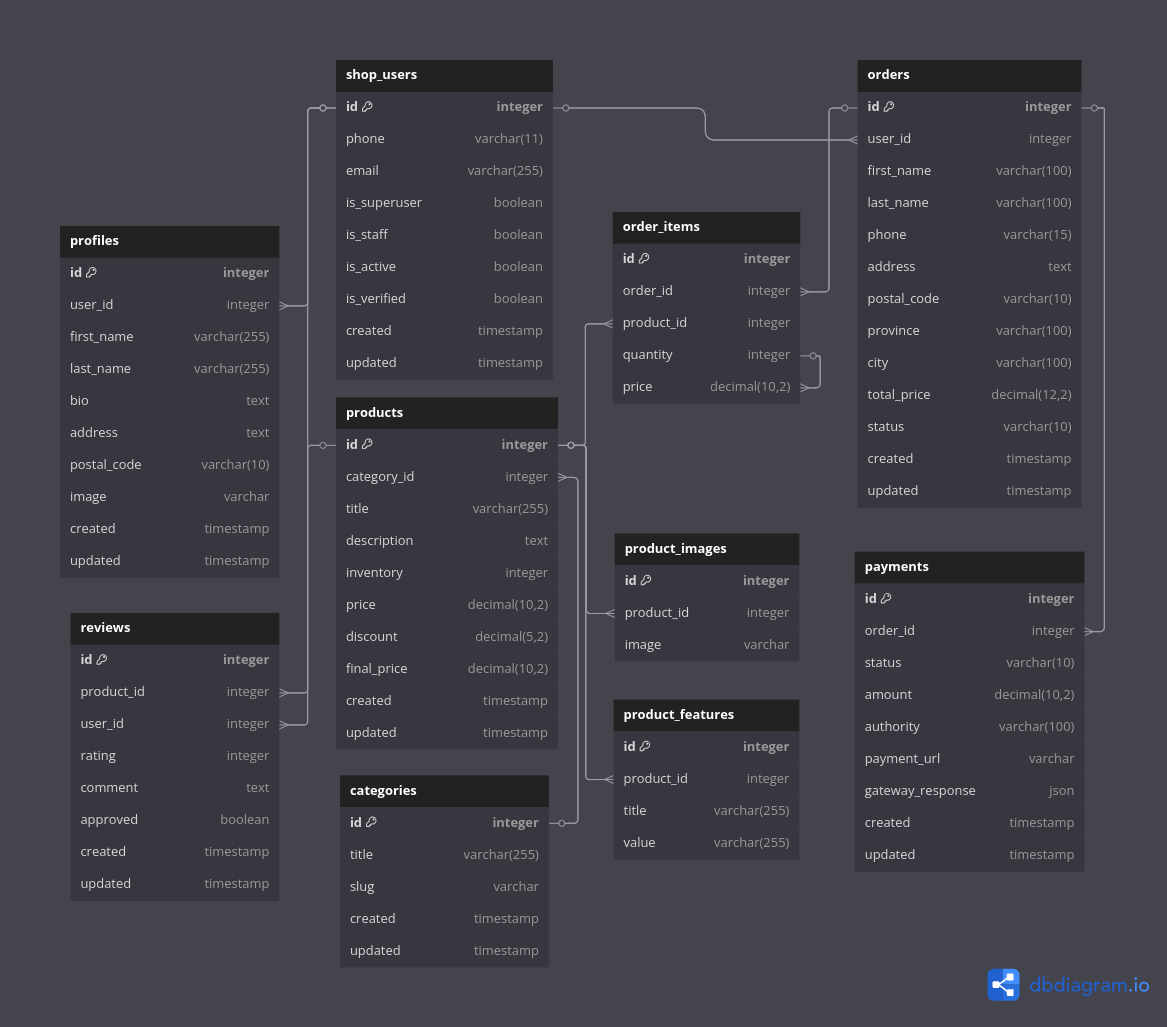 shop_users
id integer
phone varchar(11)
email varchar(255)
is_superuser boolean
is_staff boolean
is_active boolean
is_verified boolean
created timestamp
updated timestamp
orders
id integer
user_id integer
first_name varchar(100)
last_name varchar(100)
phone varchar(15)
address text
postal_code varchar(10)
province varchar(100)
city varchar(100)
total_price decimal(12,2)
status varchar(10)
created timestamp
updated timestamp
order_items
id integer
order_id integer
product_id integer
quantity integer
price decimal(10,2)
profiles
id integer
user_id integer
first_name varchar(255)
last_name varchar(255)
bio text
address text
postal_code varchar(10)
image varchar
created timestamp
updated timestamp
products
id integer
category_id integer
title varchar(255)
description text
inventory integer
price decimal(10,2)
discount decimal(5,2)
final_price decimal(10,2)
created timestamp
updated timestamp
product_images
id integer
product_id integer
image varchar
payments
id integer
order_id integer
status varchar(10)
amount decimal(10,2)
authority varchar(100)
payment_url varchar
gateway_response json
created timestamp
updated timestamp
reviews
id integer
product_id integer
user_id integer
rating integer
comment text
approved boolean
created timestamp
updated timestamp
product_features
id integer
product_id integer
title varchar(255)
value varchar(255)
categories
id integer
title varchar(255)
slug varchar
created timestamp
updated timestamp
dbdiagram.io